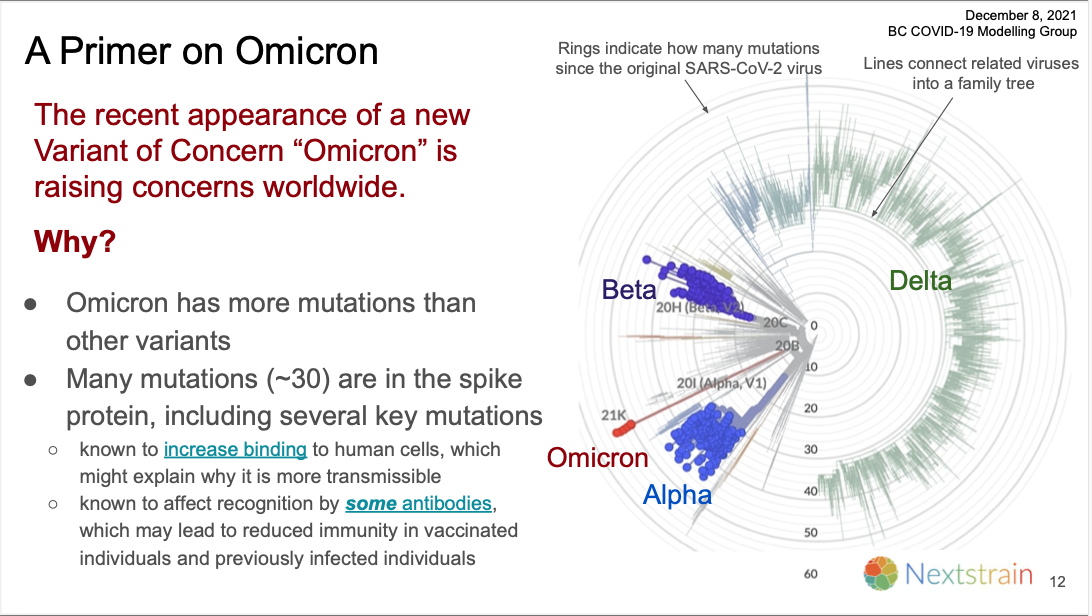 December 8, 2021
BC COVID-19 Modelling Group
A Primer on Omicron
Rings indicate how many mutations
since the original SARS-CoV-2 virus
Lines connect related viruses
into a family tree
The recent appearance of a new
Variant of Concern “Omicron” is
raising concerns worldwide.
Why?
● Omicron has more mutations than
other variants
● Many mutations (~30) are in the spike
protein, including several key mutations
○ known to increase binding to human cells, which
might explain why it is more transmissible
○ known to affect recognition by some antibodies,
which may lead to reduced immunity in vaccinated
individuals and previously infected individuals
Beta
20H (Beta, V2)
20C
20B
20I (Alpha, V1)
21K
Omicron
Alpha
Delta
0
10
20
30
40
50
60
Nextstrain
12